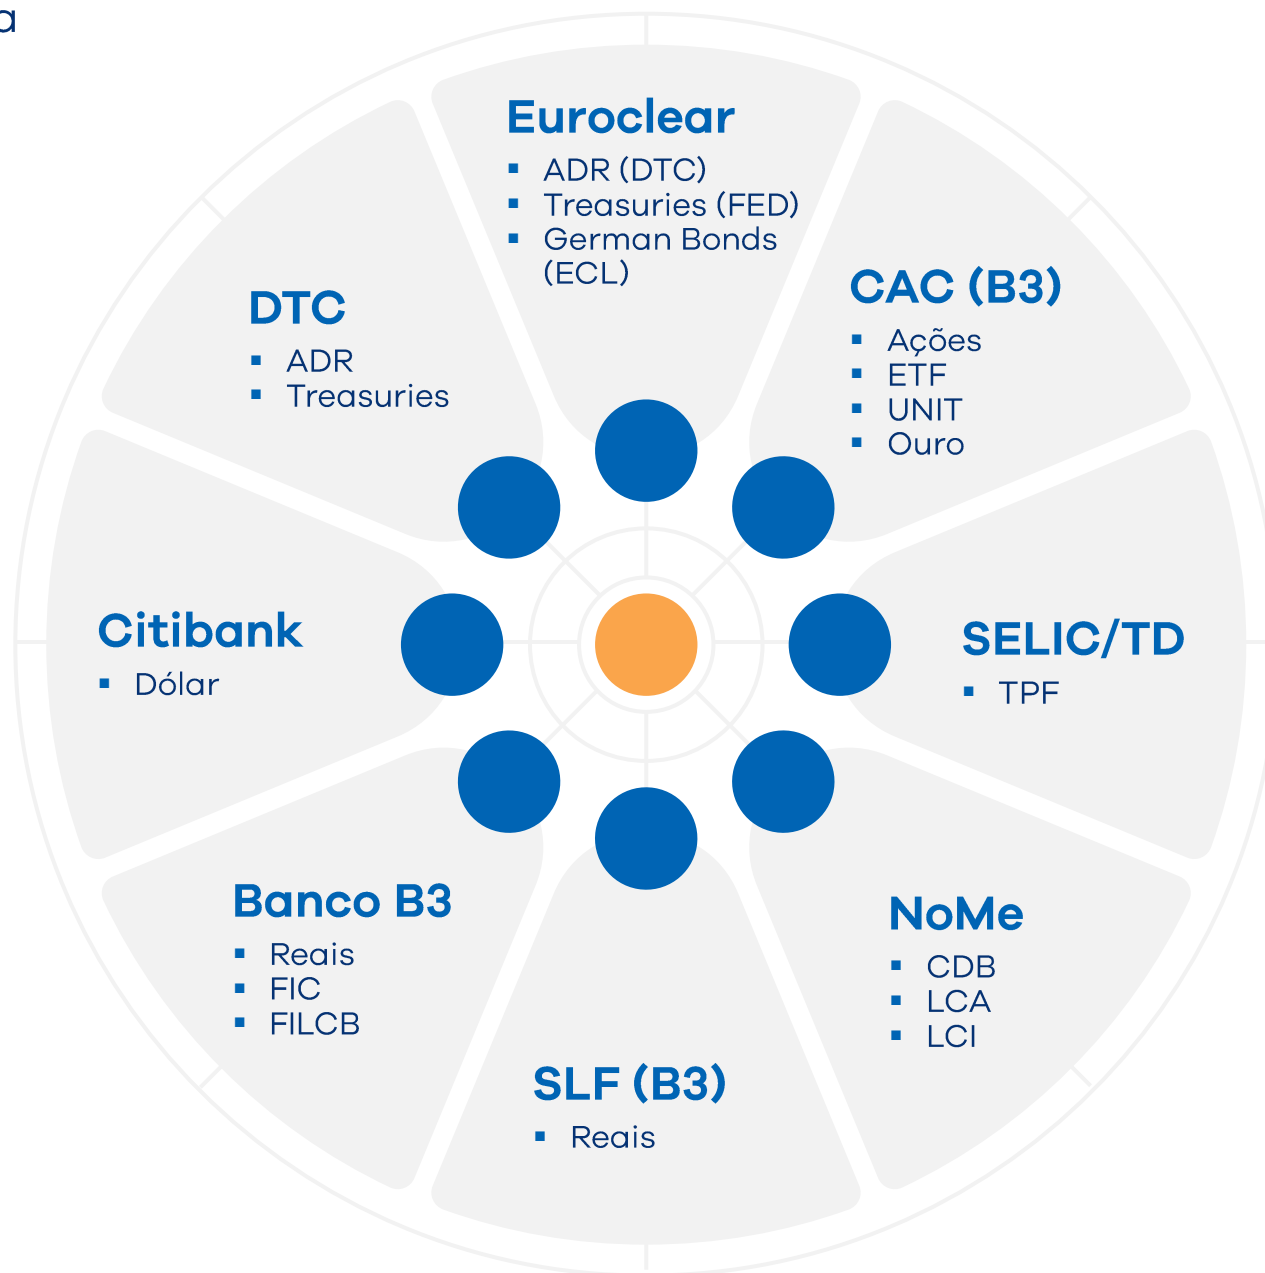 a
Euroclear
▪ ADR (DTC)
▪ Treasuries (FED)
▪ German Bonds
(ECL)
CAC (B3)
▪ Ações
▪ ETF
▪ UNIT
▪ Ouro
DTC
▪ ADR
▪ Treasuries
Citibank
▪ Dólar
SELIC/TD
▪ TPF
Banco B3
▪ Reais
▪ FIC
▪ FILCB
NoMe
▪ CDB
▪ LCA
▪ LCI
SLF (B3)
▪ Reais